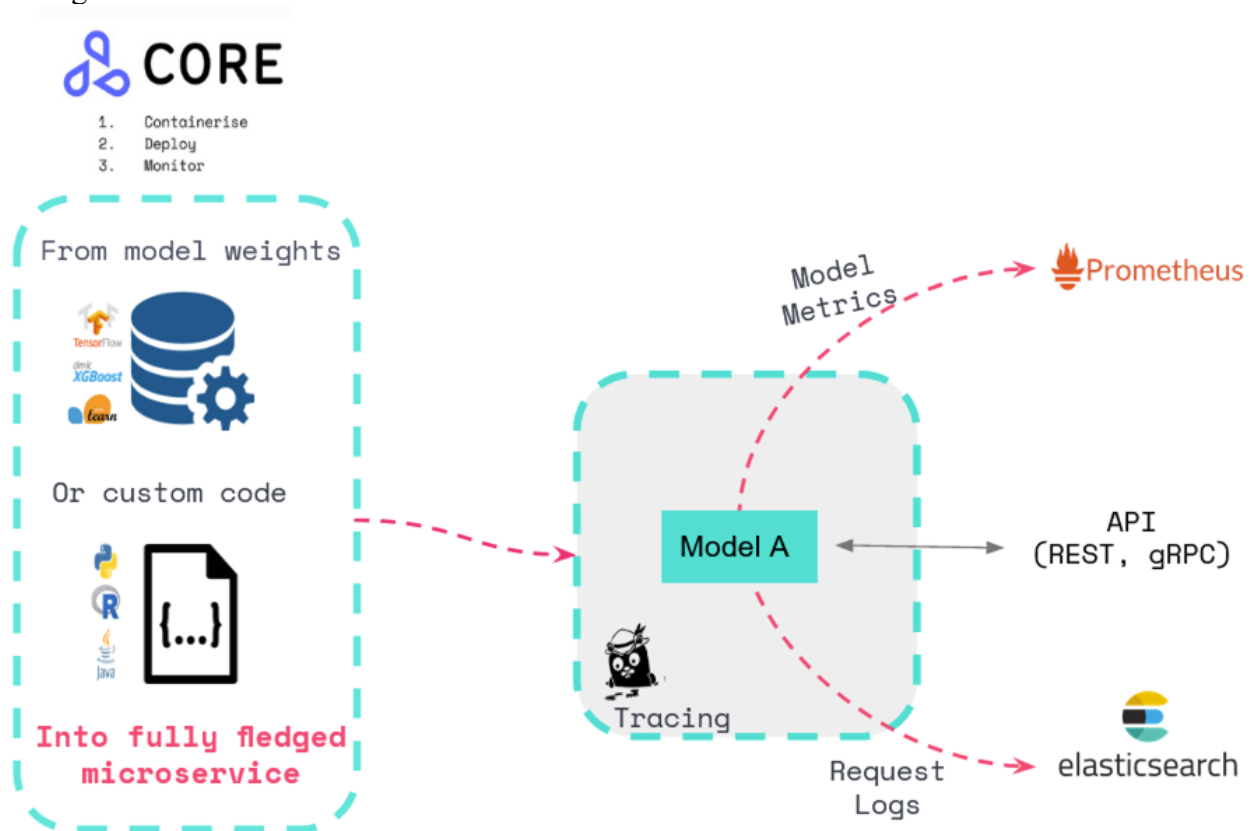 CORE
1. Containerise
2. Deploy
3. Monitor
From model weights
TensorFlow
dmlc
XGBoost
learn
Or custom code
R
Java
{...}
Into fully fledged
microservice
Model
Metrics
Prometheus
Model A
API
(REST, gRPC)
Tracing
Request
Logs
elasticsearch